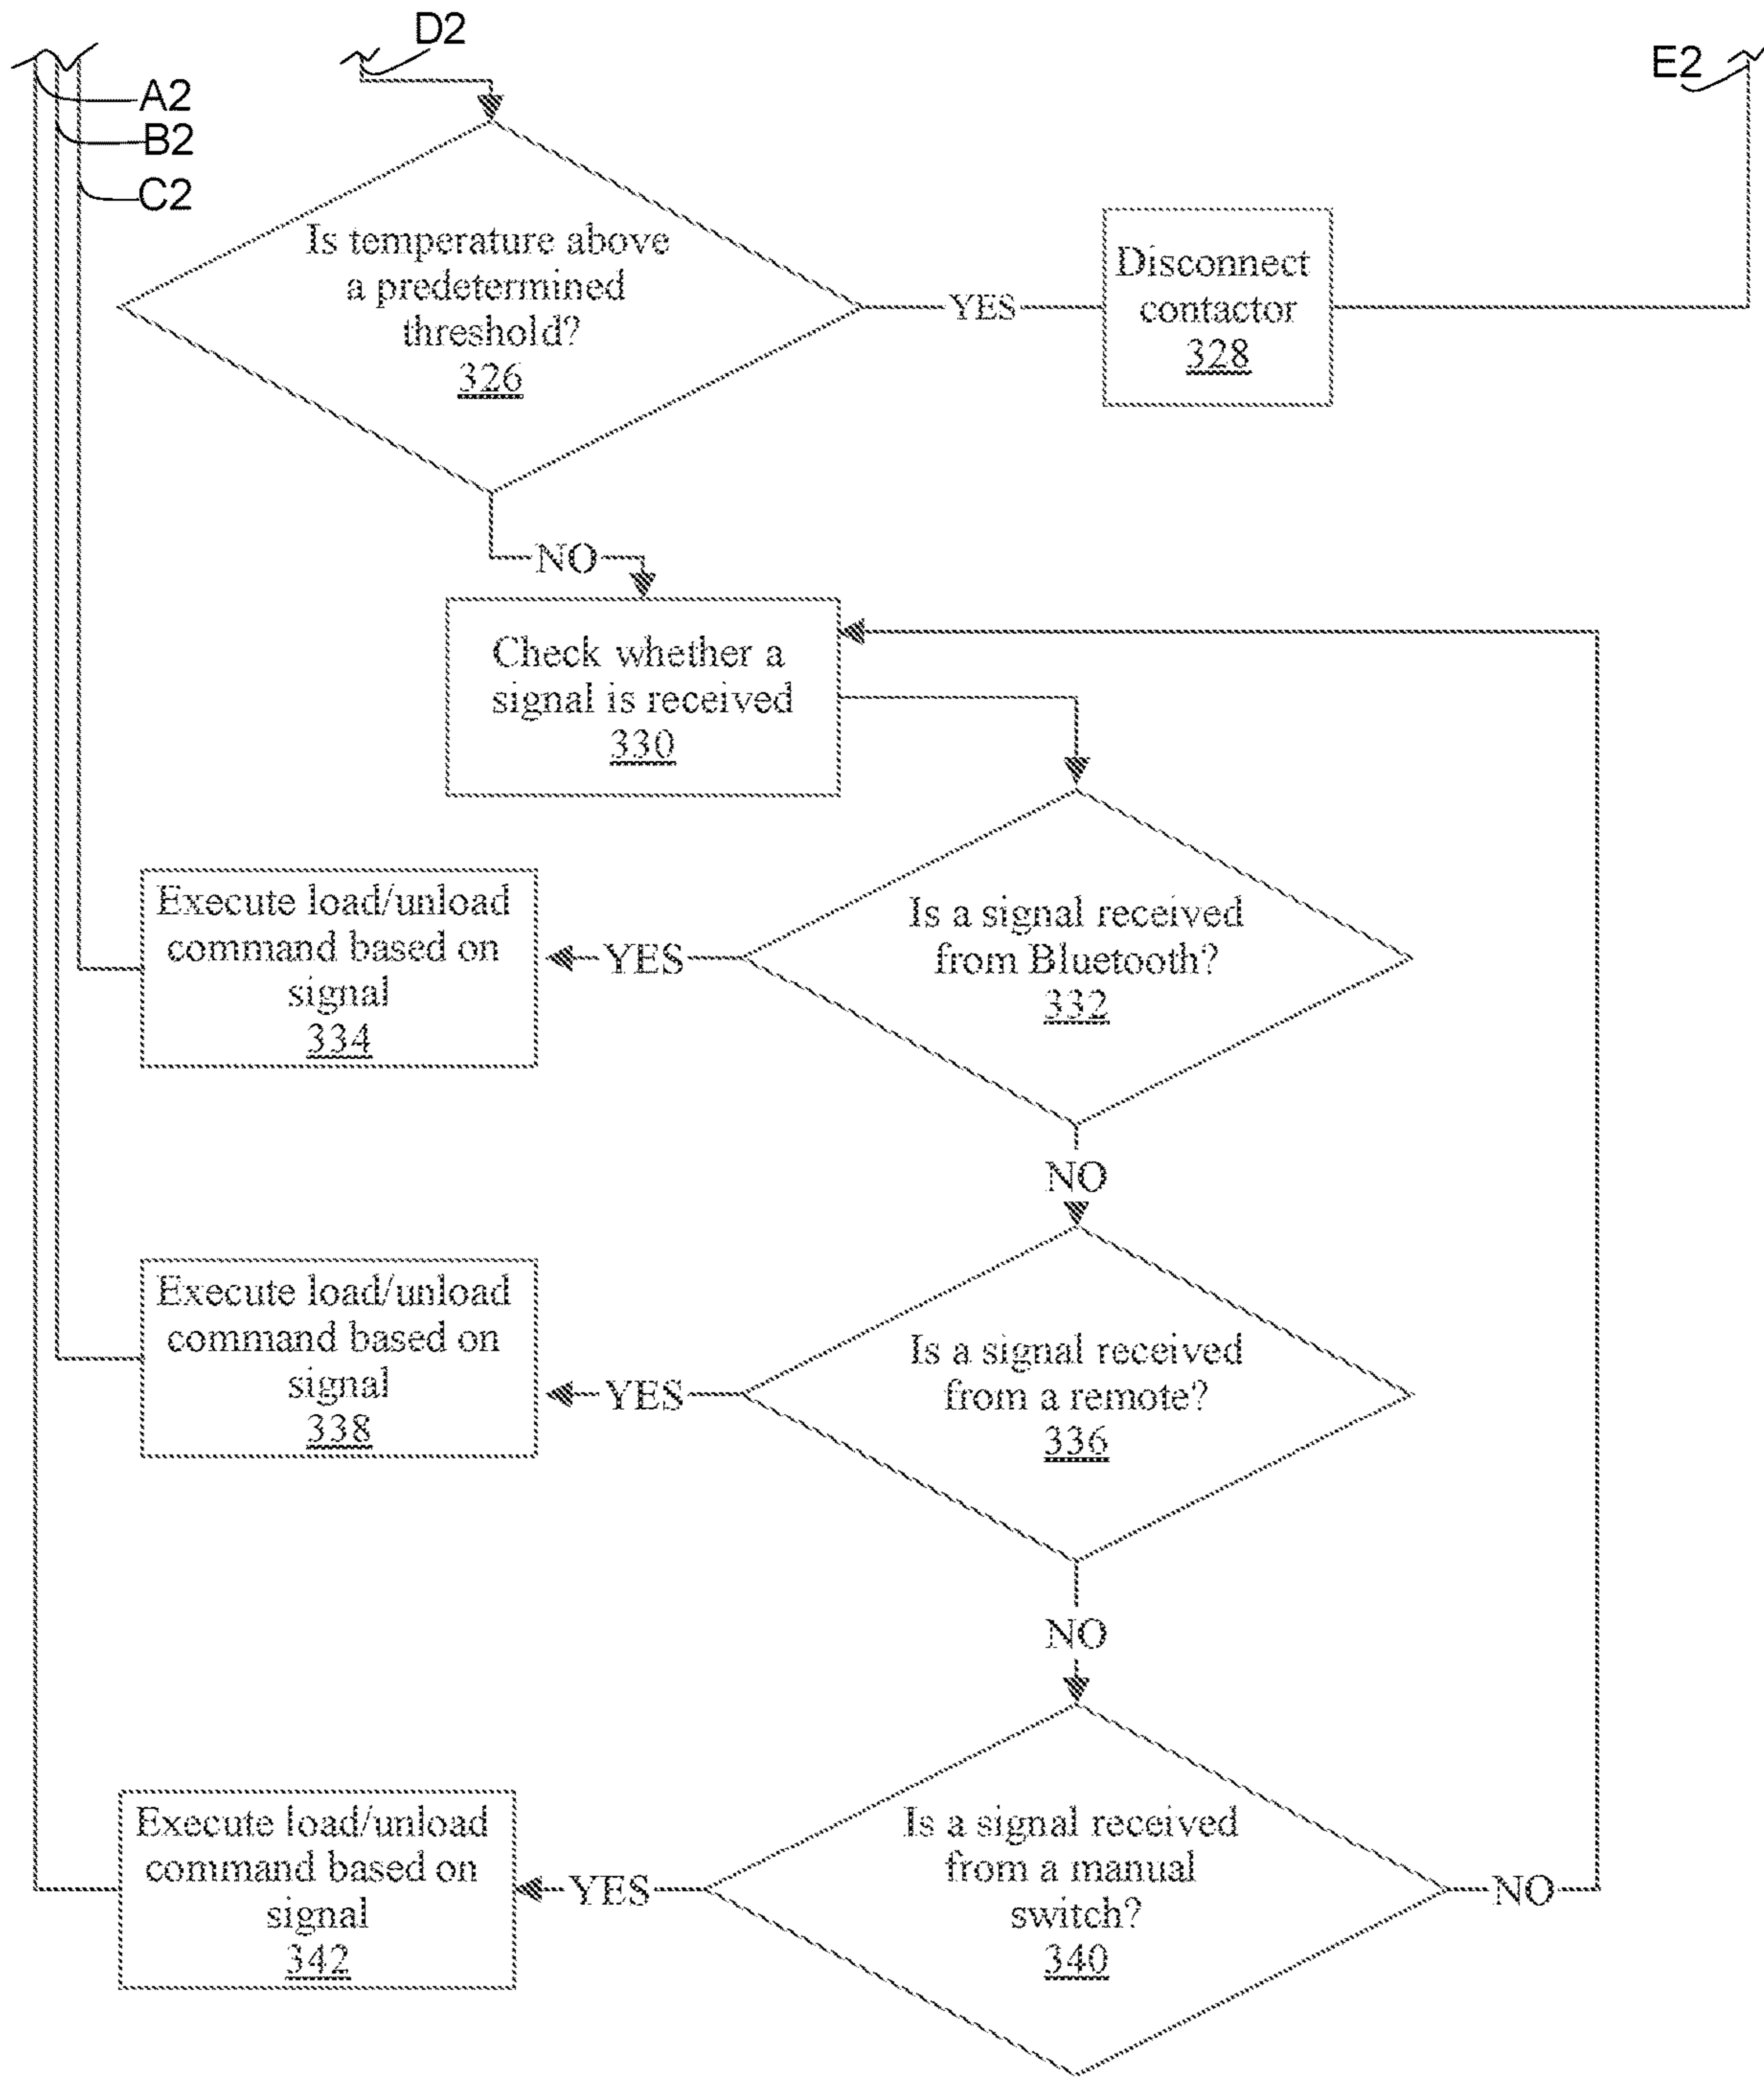 D2
E2
A2
B2
C2
Is temperature above
a predetermined
threshold?
326
YES
Disconnect
contactor
328
NO
Check whether a
signal is received
330
Execute load/unload
command based on
signal
334
YES
Is a signal received
from Bluetooth?
332
NO
Execute load/unload
command based on
signal
338
YES
Is a signal received
from a remote?
336
NO
Execute load/unload
command based on
signal
342
YES
Is a signal received
from a manual
switch?
340
NO